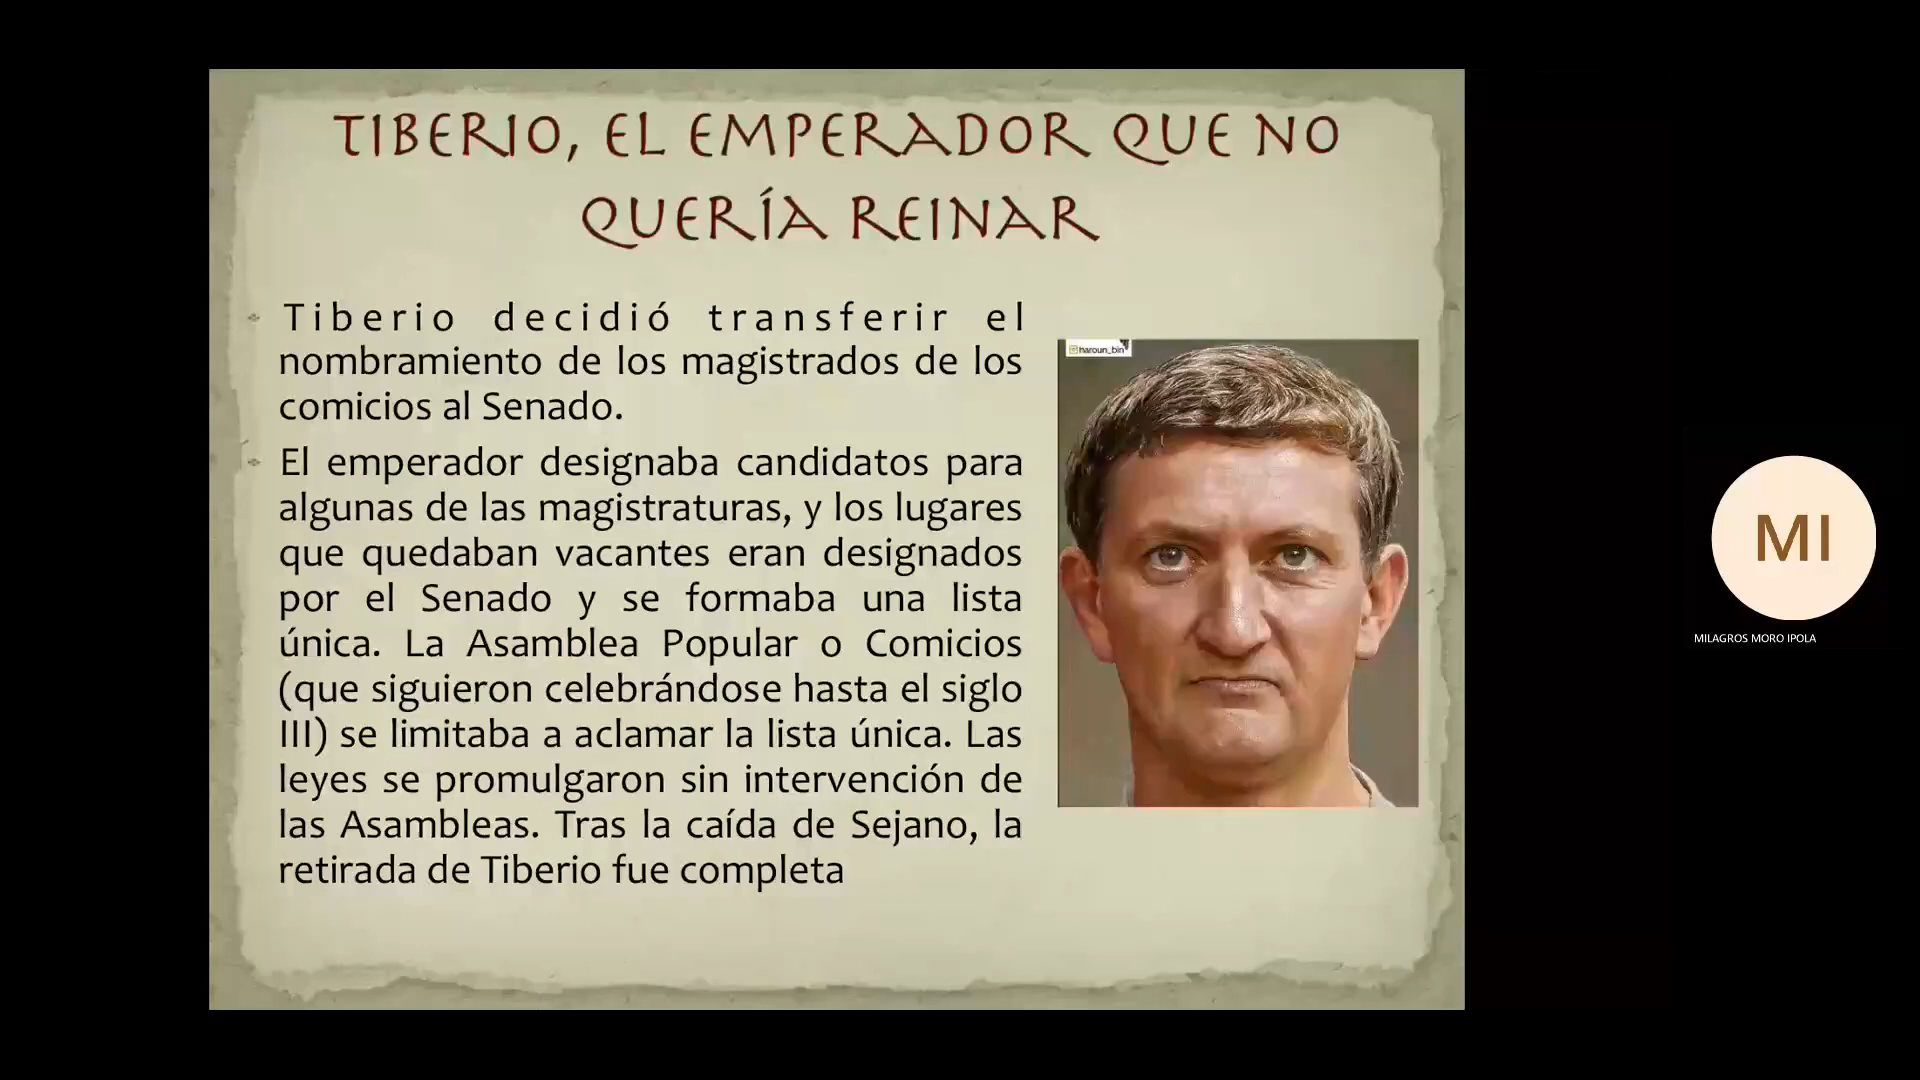 TIBERIO, EL EMPERADOR QUE NO
QUERÍA REINAR
Tiberio decidió transferir el
nombramiento de los magistrados de los
comicios al Senado.
El emperador designaba candidatos para
algunas de las magistraturas, y los lugares
que quedaban vacantes eran designados
por el Senado y se formaba una lista
única. La Asamblea Popular o Comicios
(que siguieron celebrándose hasta el siglo
III) se limitaba a aclamar la lista única. Las
leyes se promulgaron sin intervención de
las Asambleas. Tras la caída de Sejano, la
retirada de Tiberio fue completa
haroun_bin
MI
MILAGROS MORO IPOLA